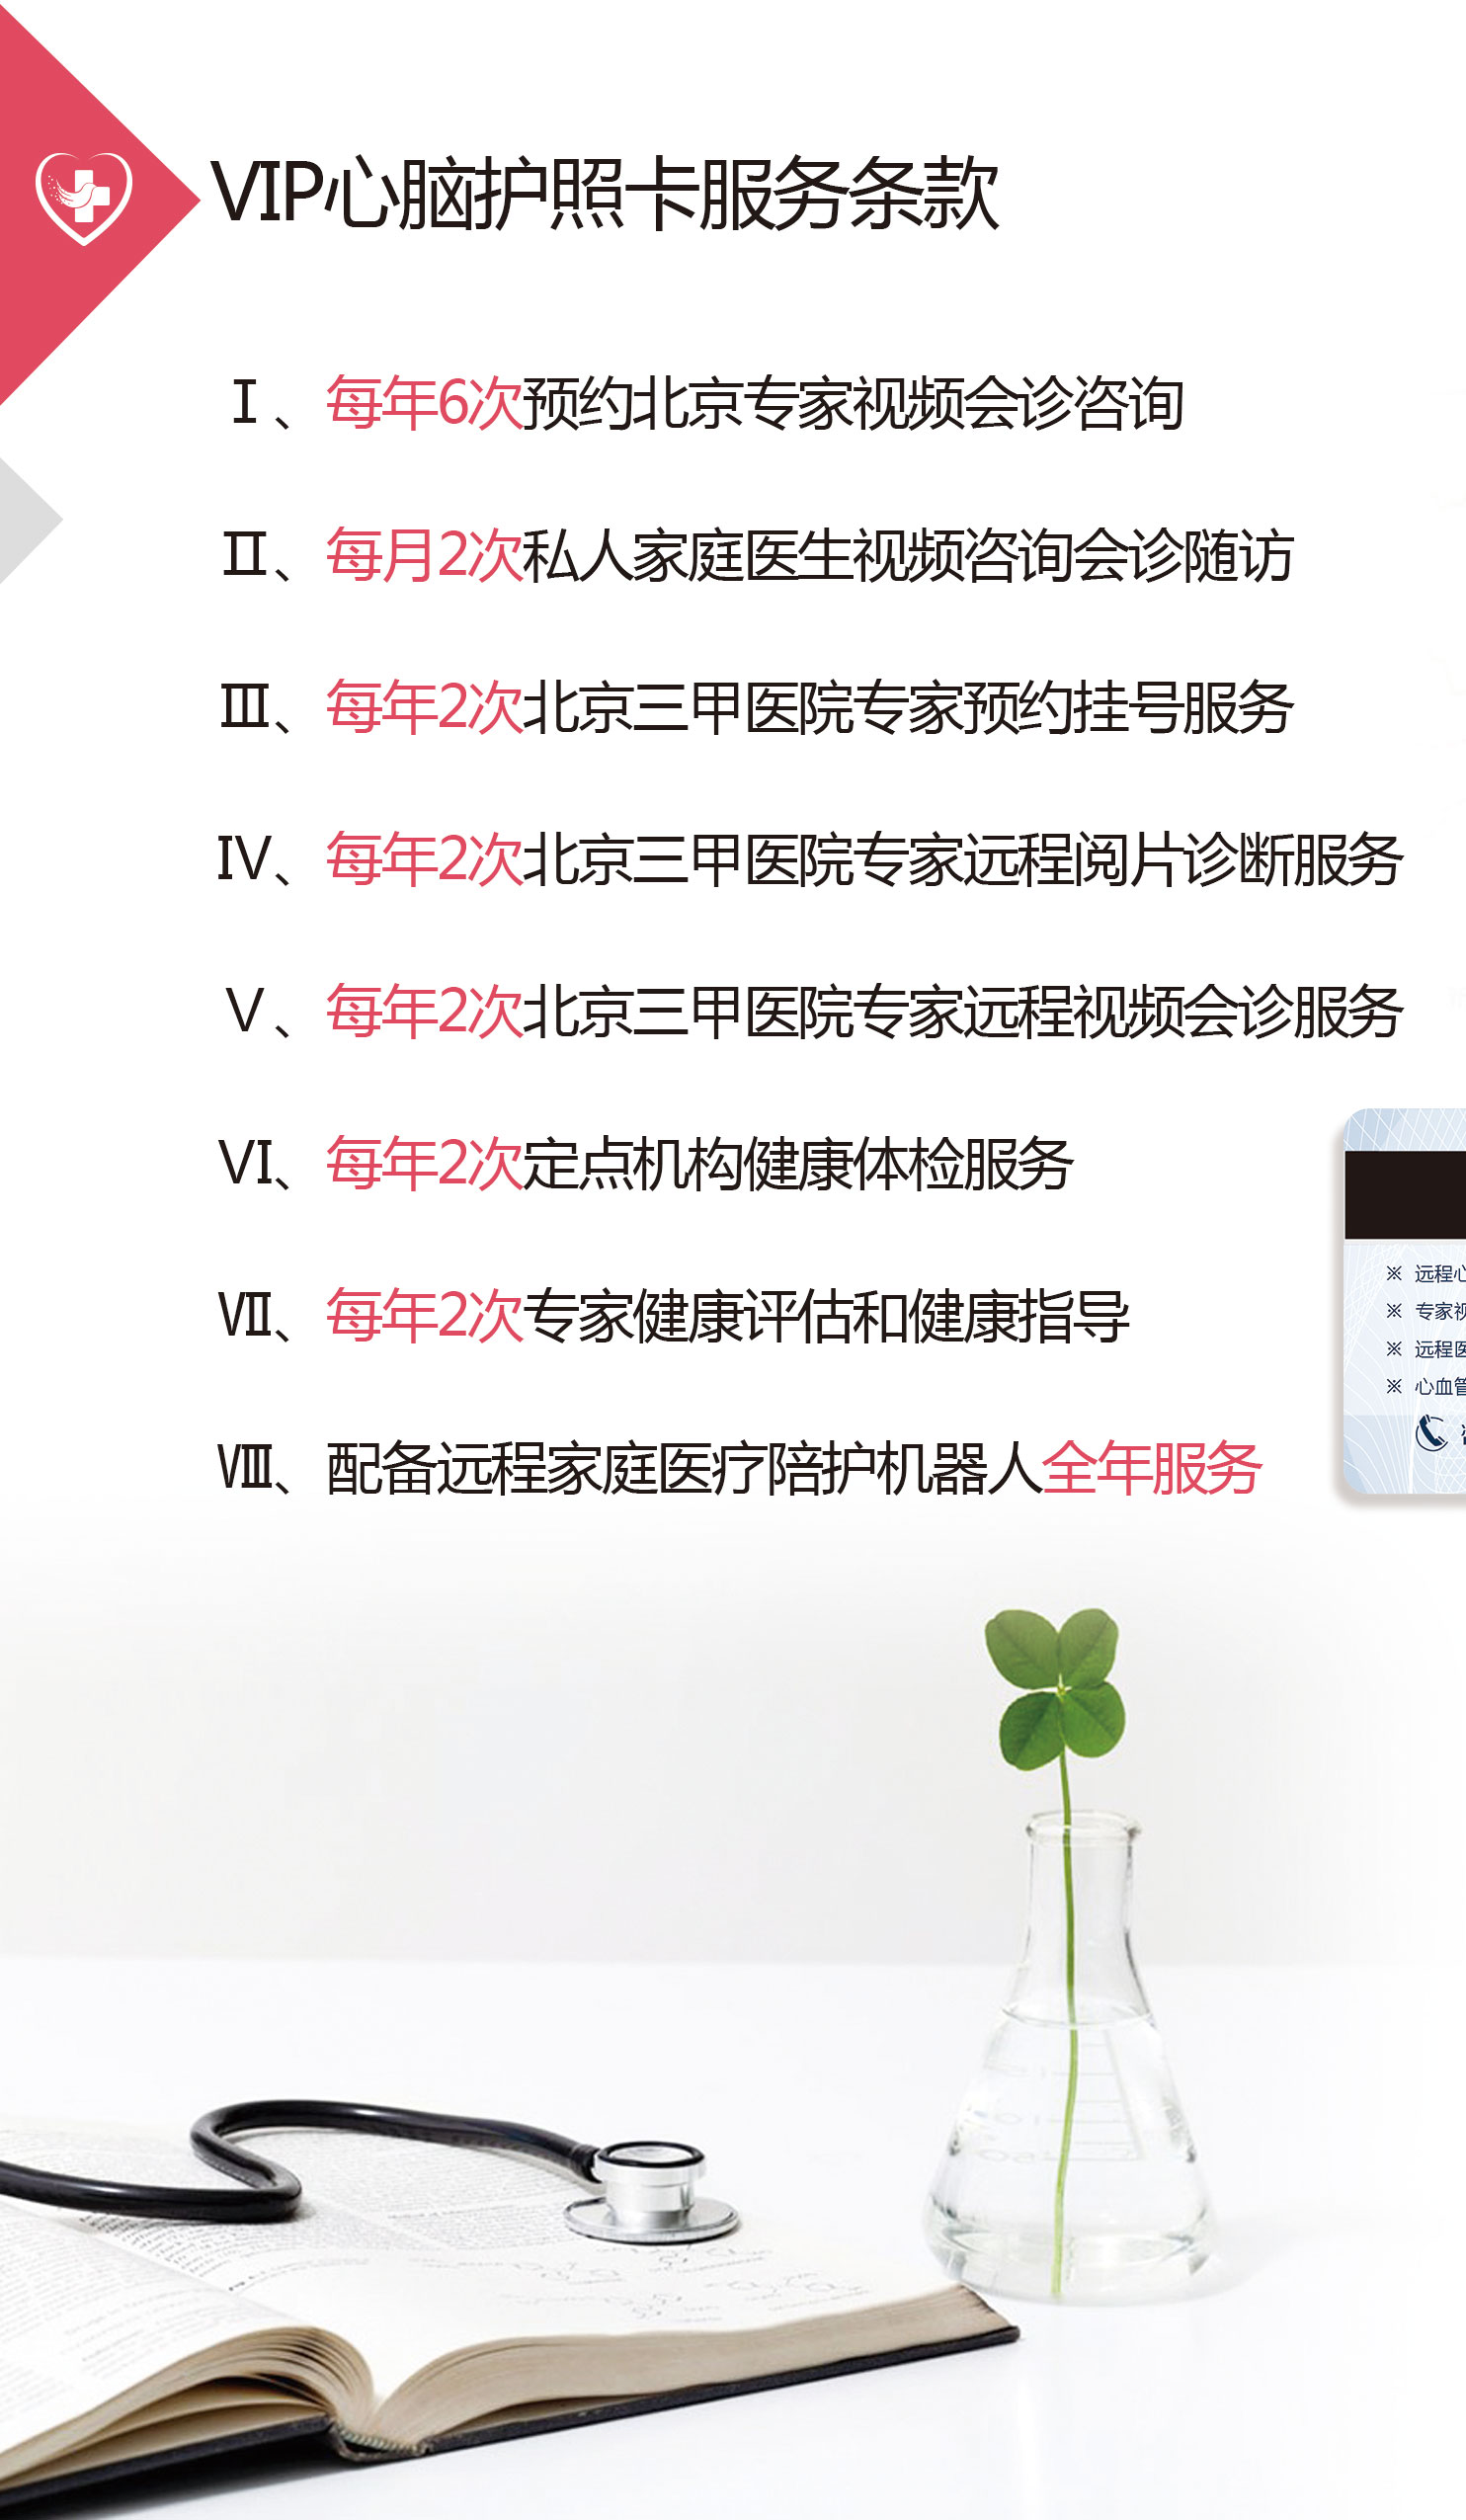 VIP心脑护照卡服务条款
Ⅰ、每年6次预约北京专家视频会诊咨询
Ⅱ、每月2次私人家庭医生视频咨询会诊随访
Ⅲ、每年2次北京三甲医院专家预约挂号服务
Ⅳ、每年2次北京三甲医院专家远程阅片诊断服务
Ⅴ、每年2次北京三甲医院专家远程视频会诊服务
Ⅵ、每年2次定点机构健康体检服务
Ⅶ、每年2次专家健康评估和健康指导
Ⅷ、配备远程家庭医疗陪护机器人全年服务
※ 远程心
※ 专家视
※ 远程医
※ 心血管